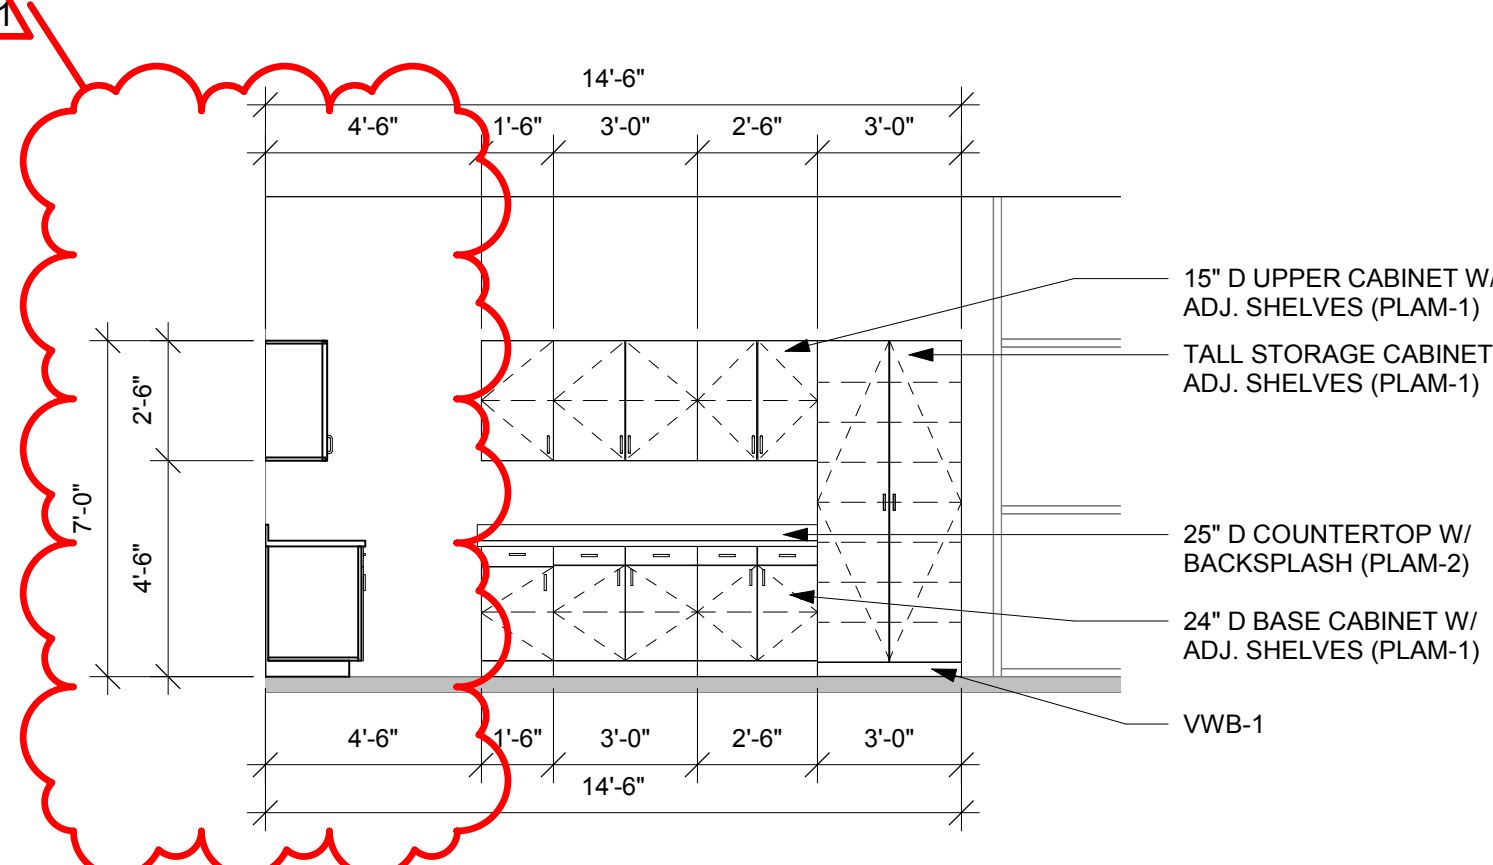 1
14'-6"
4'-6" 1'-6" 3'-0" 2'-6" 3'-0"
15" D UPPER CABINET W/
ADJ. SHELVES (PLAM-1)
TALL STORAGE CABINET
ADJ. SHELVES (PLAM-1)
2'-6"
7'-0"
4'-6"
25" D COUNTERTOP W/
BACKSPLASH (PLAM-2)
24" D BASE CABINET W/
ADJ. SHELVES (PLAM-1)
VWB-1
4'-6" 1'-6" 3'-0" 2'-6" 3'-0"
14'-6"